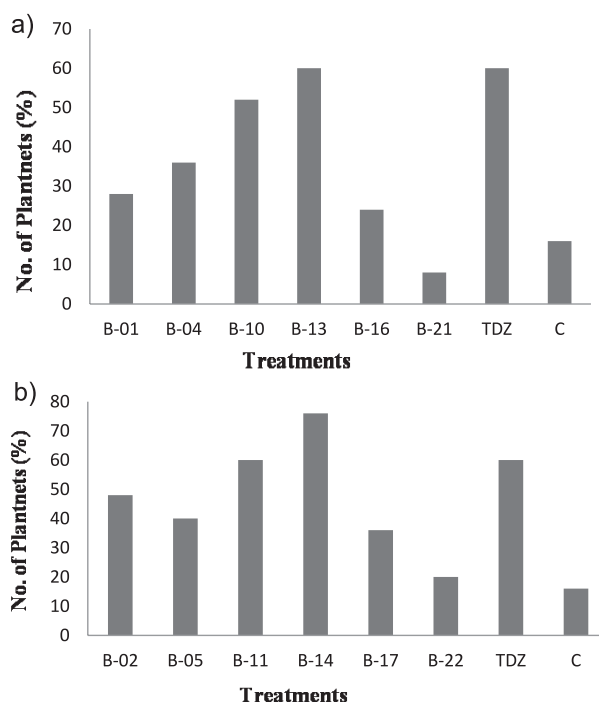 a)
No. of Plantnets (%)
70
60
50
40
30
20
10
0
B-01 B-04 B-10 B-13 B-16 B-21 TDZ C
Treatments
b)
No. of Plantnets (%)
80
70
60
50
40
30
20
10
0
B-02 B-05 B-11 B-14 B-17 B-22 TDZ C
Treatments